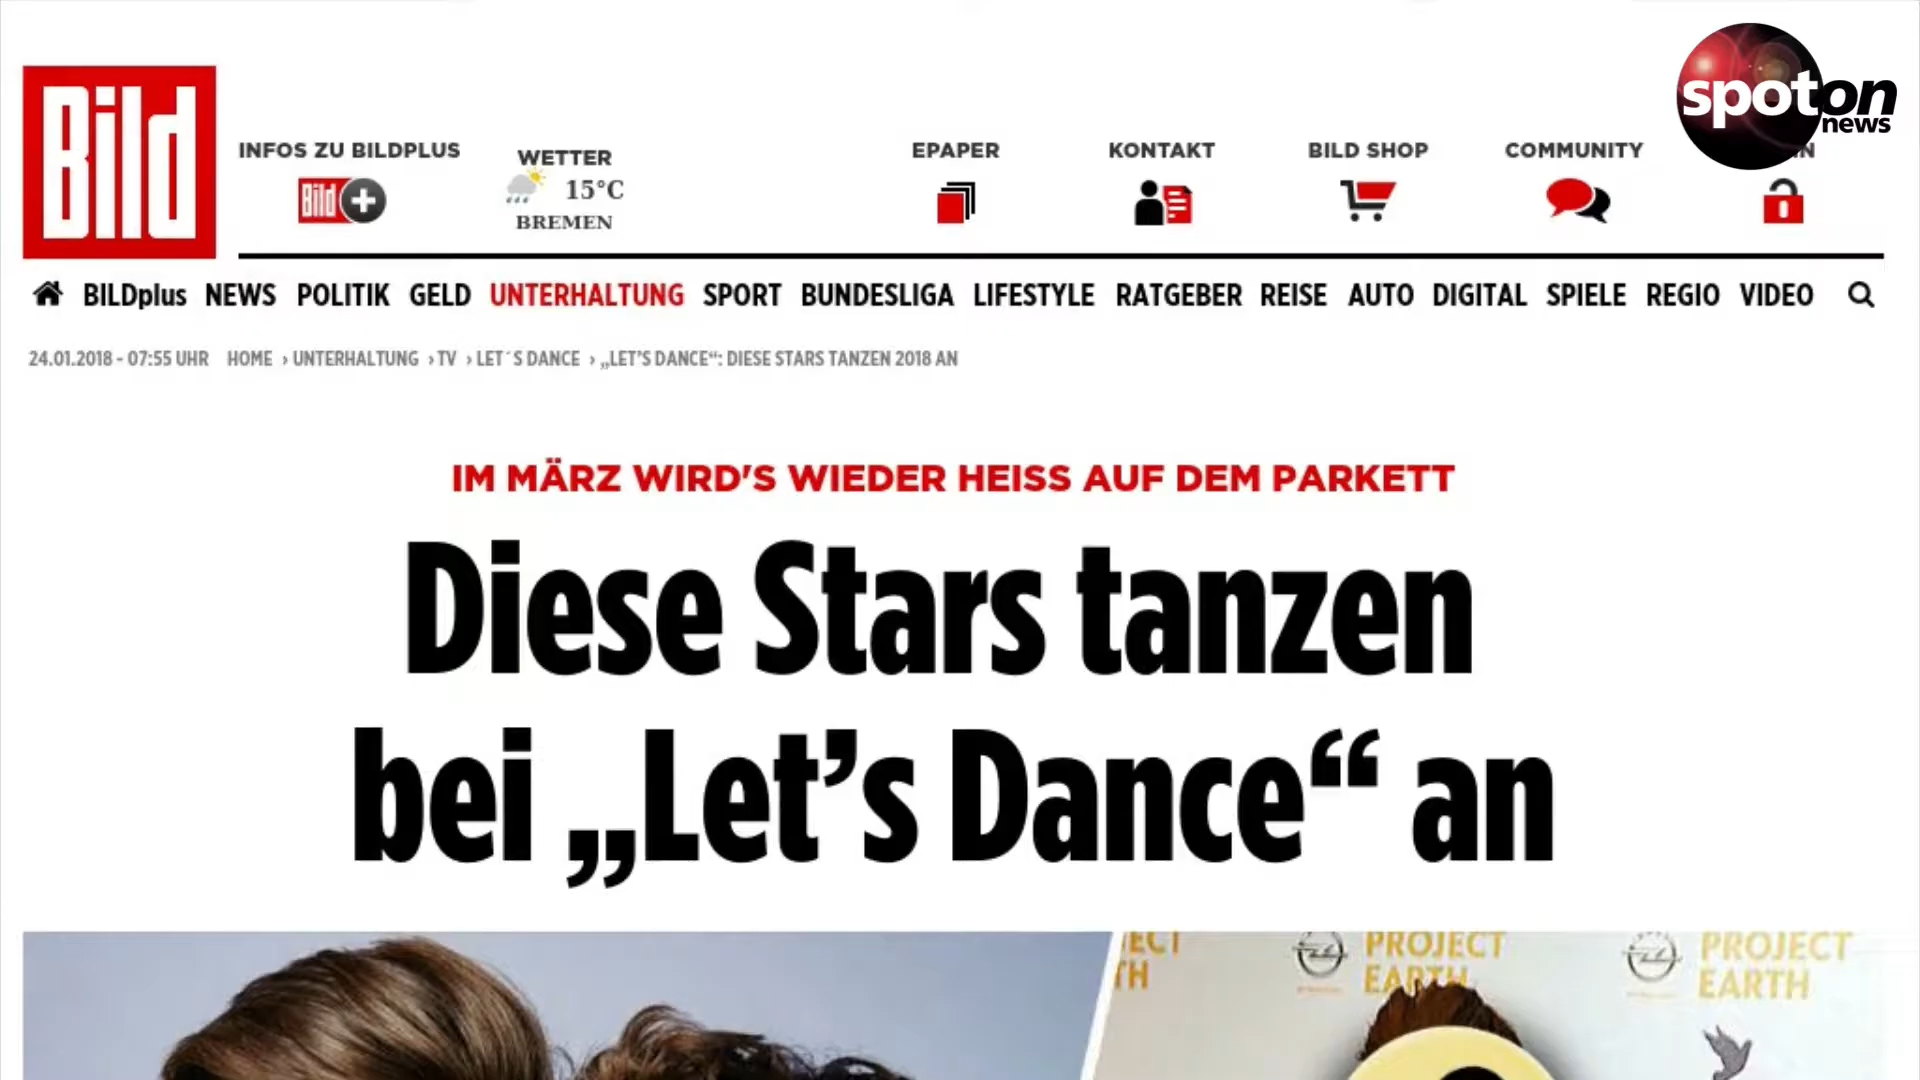 spoton
news
Bild
INFOS ZU BILDPLUS
Bild+
WETTER
15°C
BREMEN
EPAPER
KONTAKT
BILD SHOP
COMMUNITY
BILDplus NEWS POLITIK GELD UNTERHALTUNG SPORT BUNDESLIGA LIFESTYLE RATGEBER REISE AUTO DIGITAL SPIELE REGIO VIDEO
24.01.2018 - 07:55 UHR HOME › UNTERHALTUNG › TV › LET´S DANCE › „LET’S DANCE“: DIESE STARS TANZEN 2018 AN
IM MÄRZ WIRD'S WIEDER HEISS AUF DEM PARKETT
Diese Stars tanzen
bei „Let’s Dance“ an
PROJECT
EARTH
PROJECT
EARTH